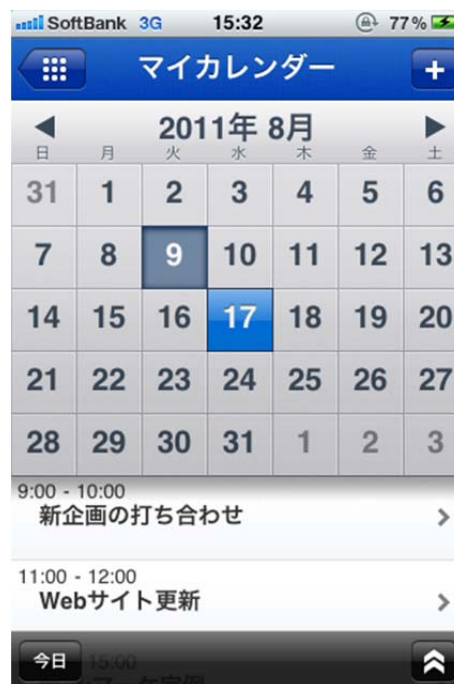 SoftBank 3G 15:32 77%
マイカレンダー +
2011年 8月
日 月 火 水 木 金 土
31 1 2 3 4 5 6
7 8 9 10 11 12 13
14 15 16 17 18 19 20
21 22 23 24 25 26 27
28 29 30 31 1 2 3
9:00 - 10:00
新企画の打ち合わせ
11:00 - 12:00
Webサイト更新
15:00
今日